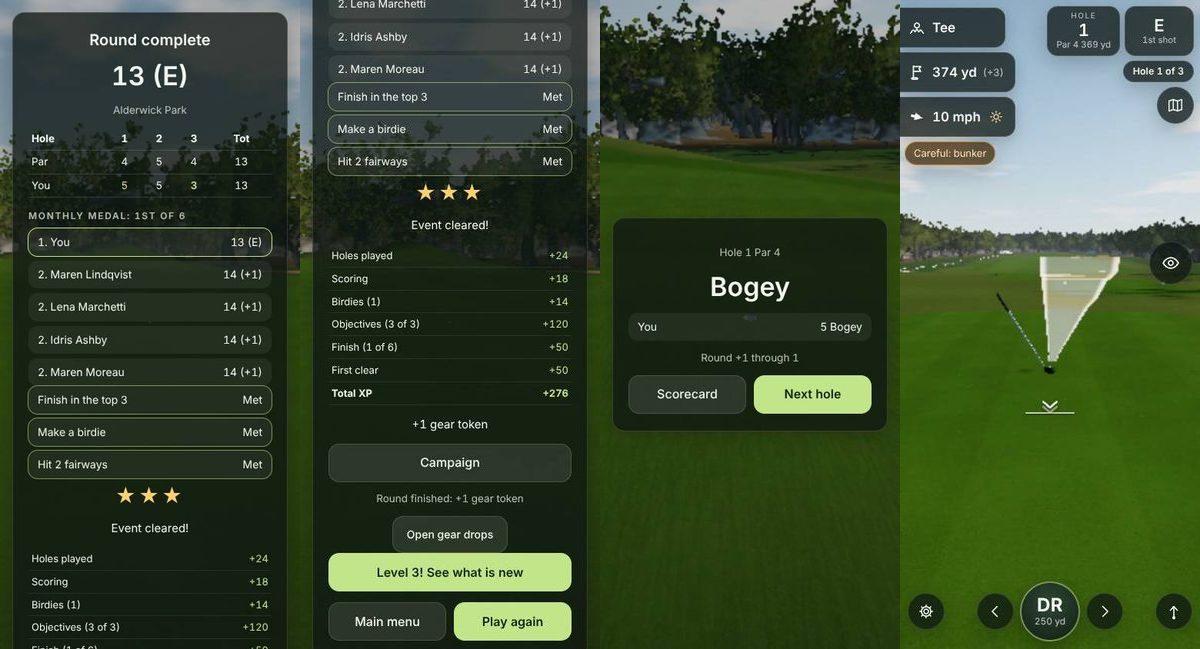 Round complete
13 (E)
Alderwick Park
Hole 1 2 3 Tot
Par 4 5 4 13
You 5 5 3 13
MONTHLY MEDAL: 1ST OF 6
1. You 13 (E)
2. Maren Lindqvist 14 (+1)
2. Lena Marchetti 14 (+1)
2. Idris Ashby 14 (+1)
2. Maren Moreau 14 (+1)
Finish in the top 3 Met
Make a birdie Met
Hit 2 fairways Met
Event cleared!
Holes played +24
Scoring +18
Birdies (1) +14
Objectives (3 of 3) +120
Finish (1 of 6) +50
2. Lena Marchetti 14 (+1)
2. Idris Ashby 14 (+1)
2. Maren Moreau 14 (+1)
Finish in the top 3 Met
Make a birdie Met
Hit 2 fairways Met
Event cleared!
Holes played +24
Scoring +18
Birdies (1) +14
Objectives (3 of 3) +120
Finish (1 of 6) +50
First clear +50
Total XP +276
+1 gear token
Campaign
Round finished: +1 gear token
Open gear drops
Level 3! See what is new
Main menu Play again
Hole 1 Par 4
Bogey
You 5 Bogey
Round +1 through 1
Scorecard Next hole
Tee
374 yd (+3)
10 mph
Careful: bunker
HOLE
1
Par 4 369 yd
E
1st shot
Hole 1 of 3
DR
250 yd